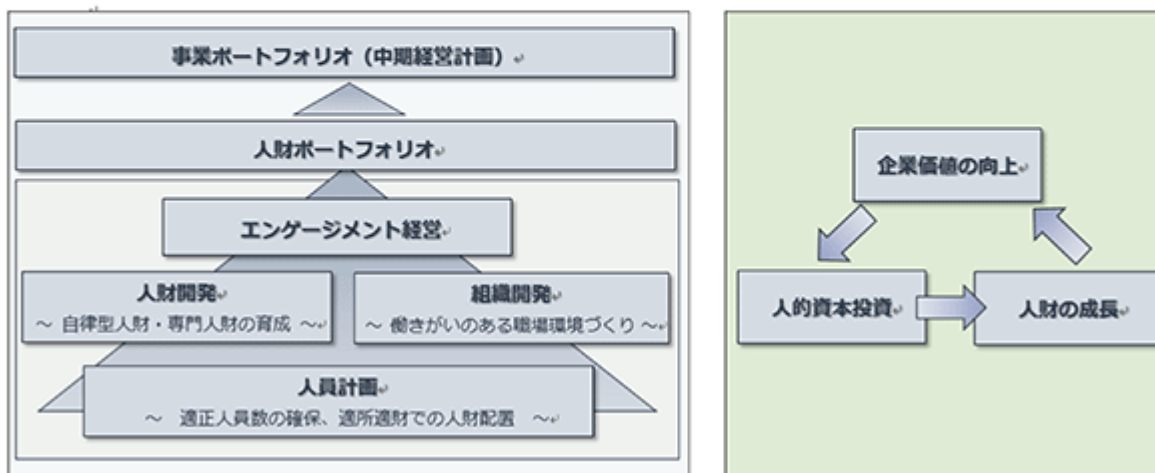 事業ポートフォリオ（中期経営計画）
人財ポートフォリオ
エンゲージメント経営
人財開発
～ 自律型人財・専門人財の育成 ～
組織開発
～ 働きがいのある職場環境づくり ～
人員計画
～ 適正人員数の確保、適所適財での人財配置 ～
企業価値の向上
人的資本投資
人財の成長